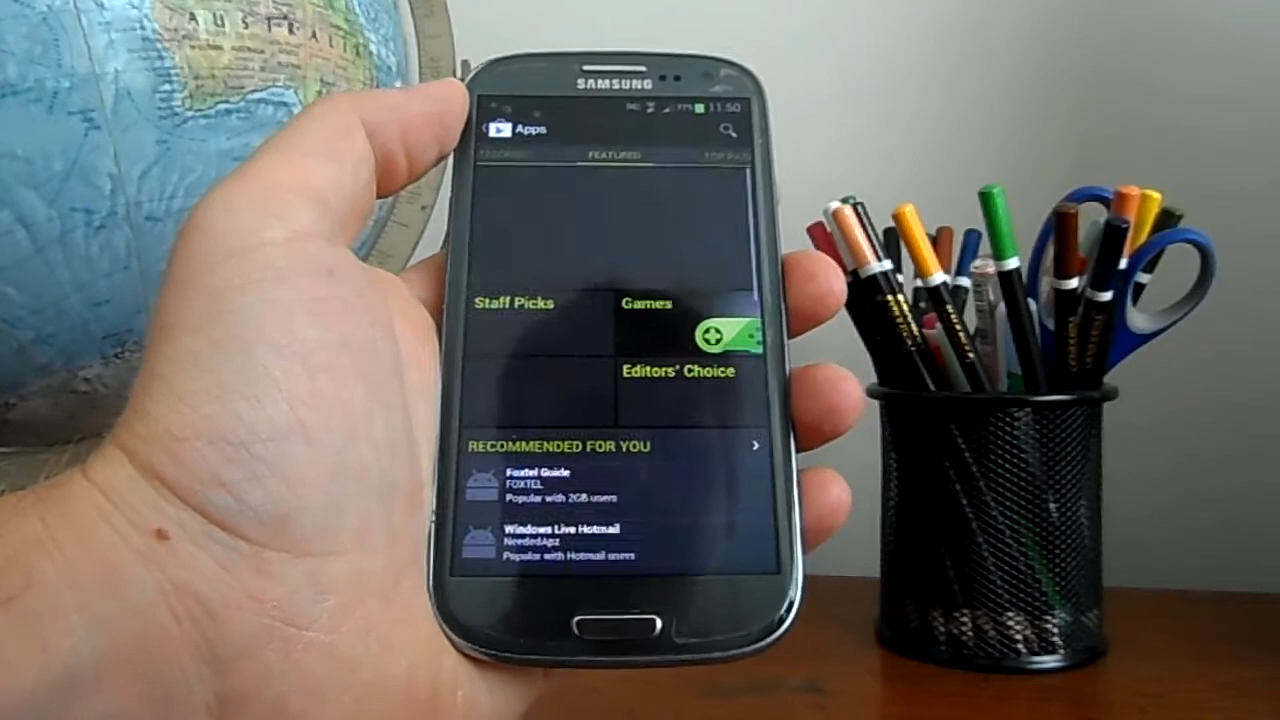 AUSTRALIA
SAMSUNG
11:50
Apps
FEATURED
Staff Picks
Games
Editors' Choice
RECOMMENDED FOR YOU
Foxtel Guide
FOXTEL
Popular with 2GB users
Windows Live Hotmail
NeededApz
Popular with Hotmail users